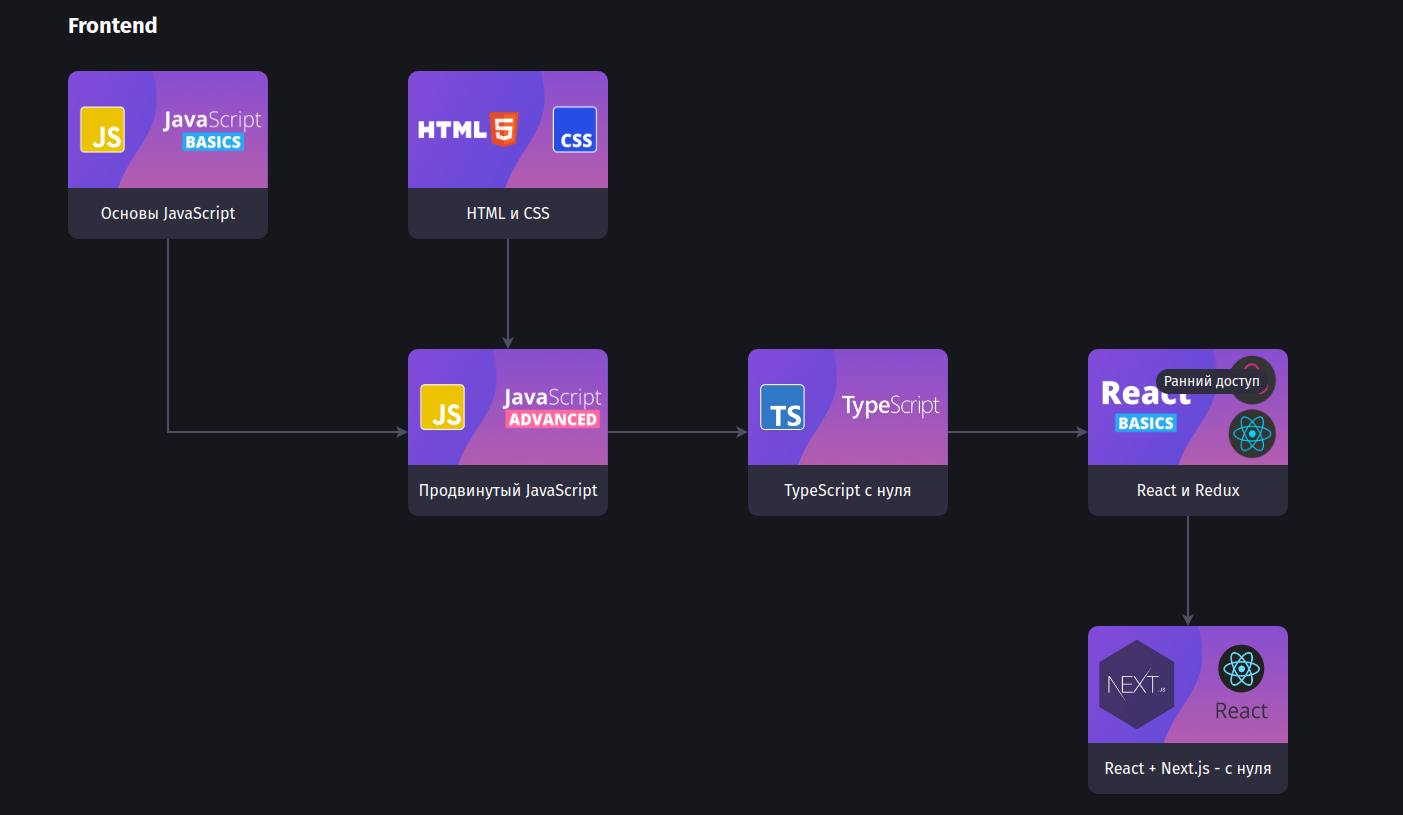 Frontend
JS
JavaScript
BASICS
Основы JavaScript
HTML 5
CSS
HTML и CSS
JS
JavaScript
ADVANCED
Продвинутый JavaScript
TS
TypeScript
TypeScript с нуля
React
Ранний доступ
BASICS
React и Redux
NEXT.JS
React
React + Next.js - с нуля